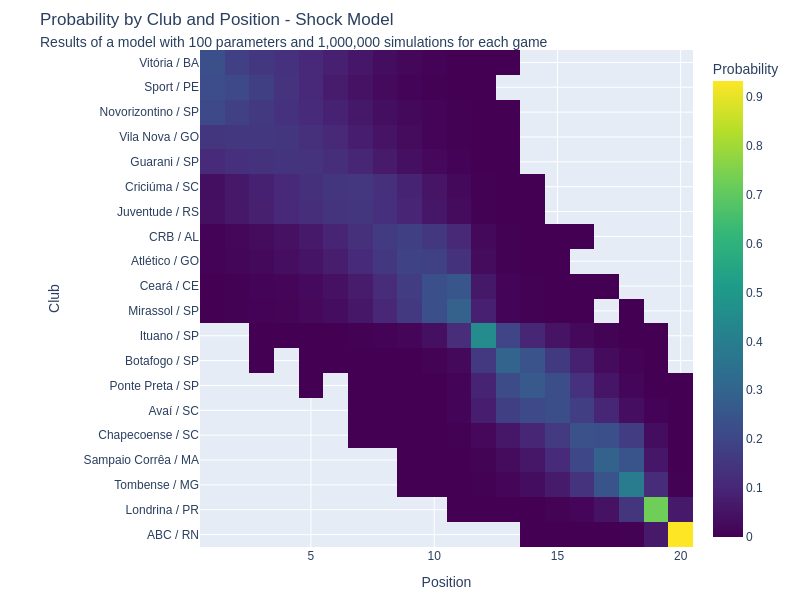 Probability by Club and Position - Shock Model
Results of a model with 100 parameters and 1,000,000 simulations for each game
Probability
Club
Vitória / BA
Sport / PE
Novorizontino / SP
Vila Nova / GO
Guarani / SP
Criciúma / SC
Juventude / RS
CRB / AL
Atlético / GO
Ceará / CE
Mirassol / SP
Ituano / SP
Botafogo / SP
Ponte Preta / SP
Avaí / SC
Chapecoense / SC
Sampaio Corrêa / MA
Tombense / MG
Londrina / PR
ABC / RN
5 10 15 20
Position
0.9
0.8
0.7
0.6
0.5
0.4
0.3
0.2
0.1
0